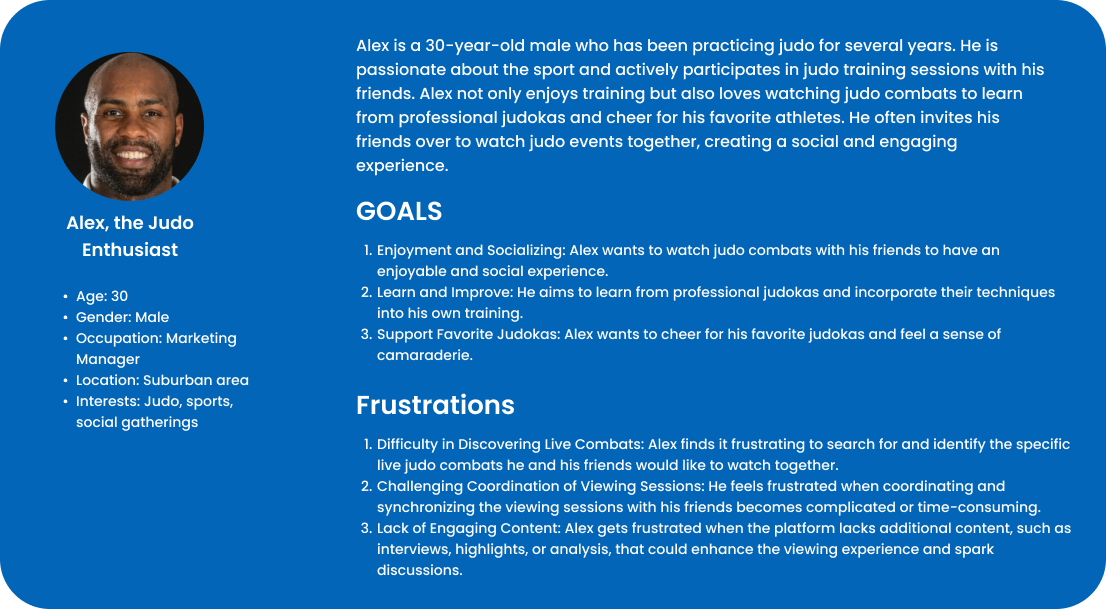 Alex, the Judo
Enthusiast
• Age: 30
• Gender: Male
• Occupation: Marketing
Manager
• Location: Suburban area
• Interests: Judo, sports,
social gatherings
Alex is a 30-year-old male who has been practicing judo for several years. He is
passionate about the sport and actively participates in judo training sessions with his
friends. Alex not only enjoys training but also loves watching judo combats to learn
from professional judokas and cheer for his favorite athletes. He often invites his
friends over to watch judo events together, creating a social and engaging
experience.
GOALS
1. Enjoyment and Socializing: Alex wants to watch judo combats with his friends to have an
enjoyable and social experience.
2. Learn and Improve: He aims to learn from professional judokas and incorporate their techniques
into his own training.
3. Support Favorite Judokas: Alex wants to cheer for his favorite judokas and feel a sense of
camaraderie.
Frustrations
1. Difficulty in Discovering Live Combats: Alex finds it frustrating to search for and identify the specific
live judo combats he and his friends would like to watch together.
2. Challenging Coordination of Viewing Sessions: He feels frustrated when coordinating and
synchronizing the viewing sessions with his friends becomes complicated or time-consuming.
3. Lack of Engaging Content: Alex gets frustrated when the platform lacks additional content, such as
interviews, highlights, or analysis, that could enhance the viewing experience and spark
discussions.